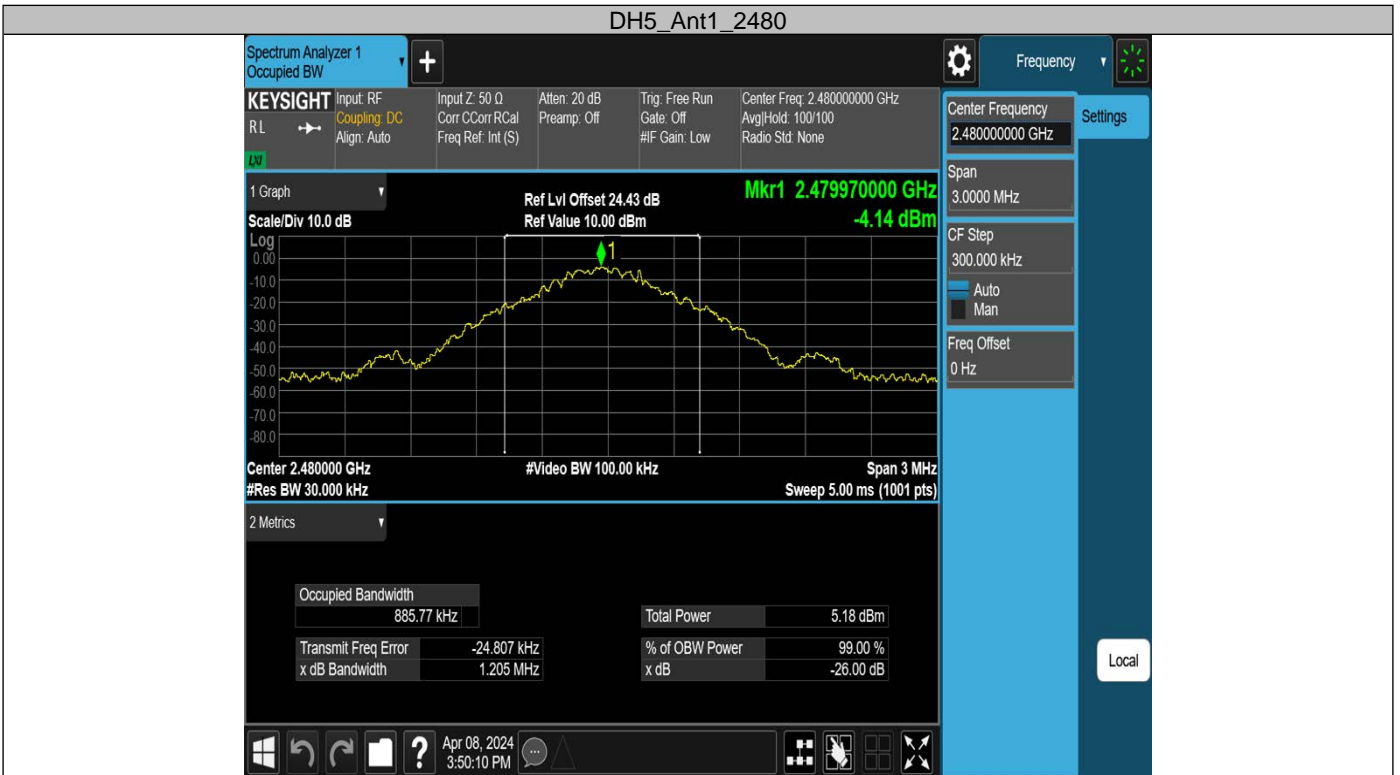 DH5_Ant1_2480
Spectrum Analyzer 1
Occupied BW
+
Frequency
KEYSIGHT
RL
LXI
Input: RF
Coupling: DC
Align: Auto
Input Z: 50 Ω
Corr CCorr RCal
Freq Ref: Int (S)
Atten: 20 dB
Preamp: Off
Trig: Free Run
Gate: Off
#IF Gain: Low
Center Freq: 2.480000000 GHz
Avg|Hold: 100/100
Radio Std: None
Center Frequency
2.480000000 GHz
Settings
Span
3.0000 MHz
CF Step
300.000 kHz
Auto
Man
Freq Offset
0 Hz
Local
1 Graph
Scale/Div 10.0 dB
Ref Lvl Offset 24.43 dB
Ref Value 10.00 dBm
Mkr1 2.479970000 GHz
-4.14 dBm
Log
0.00
-10.0
-20.0
-30.0
-40.0
-50.0
-60.0
-70.0
-80.0
1
Center 2.480000 GHz
#Res BW 30.000 kHz
#Video BW 100.00 kHz
Span 3 MHz
Sweep 5.00 ms (1001 pts)
2 Metrics
Occupied Bandwidth
885.77 kHz
Total Power 5.18 dBm
Transmit Freq Error -24.807 kHz
% of OBW Power 99.00 %
x dB Bandwidth 1.205 MHz
x dB -26.00 dB
?
Apr 08, 2024
3:50:10 PM